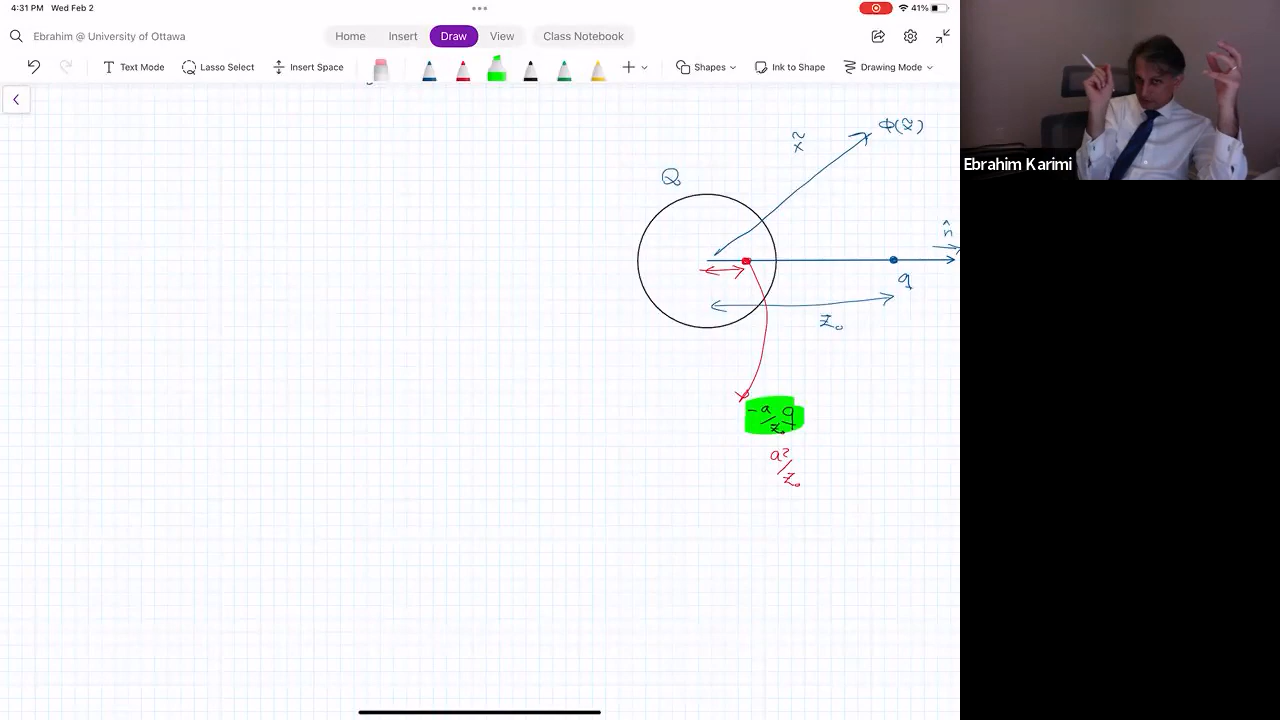 4:31 PM Wed Feb 2
41%
Ebrahim @ University of Ottawa
Home Insert Draw View Class Notebook
Text Mode Lasso Select Insert Space Shapes Ink to Shape Drawing Mode
Φ(x̃)
x̃
Q
n̂
q
z₀
Ebrahim Karimi
-a/z₀ q
a²/z₀